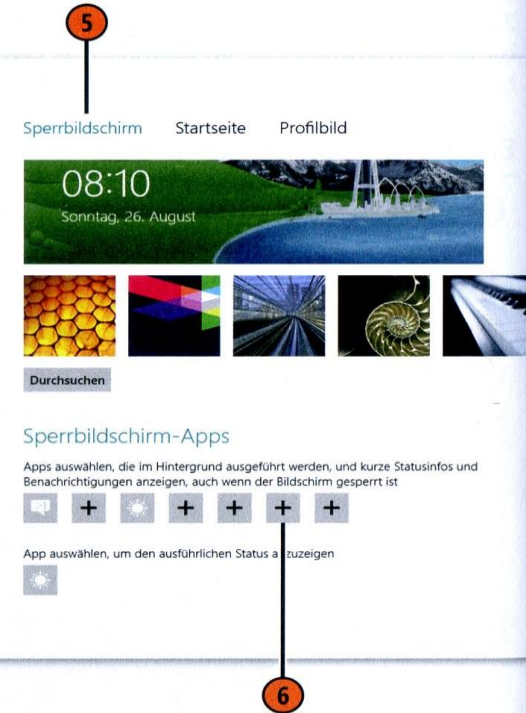 5
Sperrbildschirm Startseite Profilbild
08:10
Sonntag, 26. August
Durchsuchen
Sperrbildschirm-Apps
Apps auswählen, die im Hintergrund ausgeführt werden, und kurze Statusinfos und
Benachrichtigungen anzeigen, auch wenn der Bildschirm gesperrt ist
+ + + + +
App auswählen, um den ausführlichen Status a zuzeigen
6